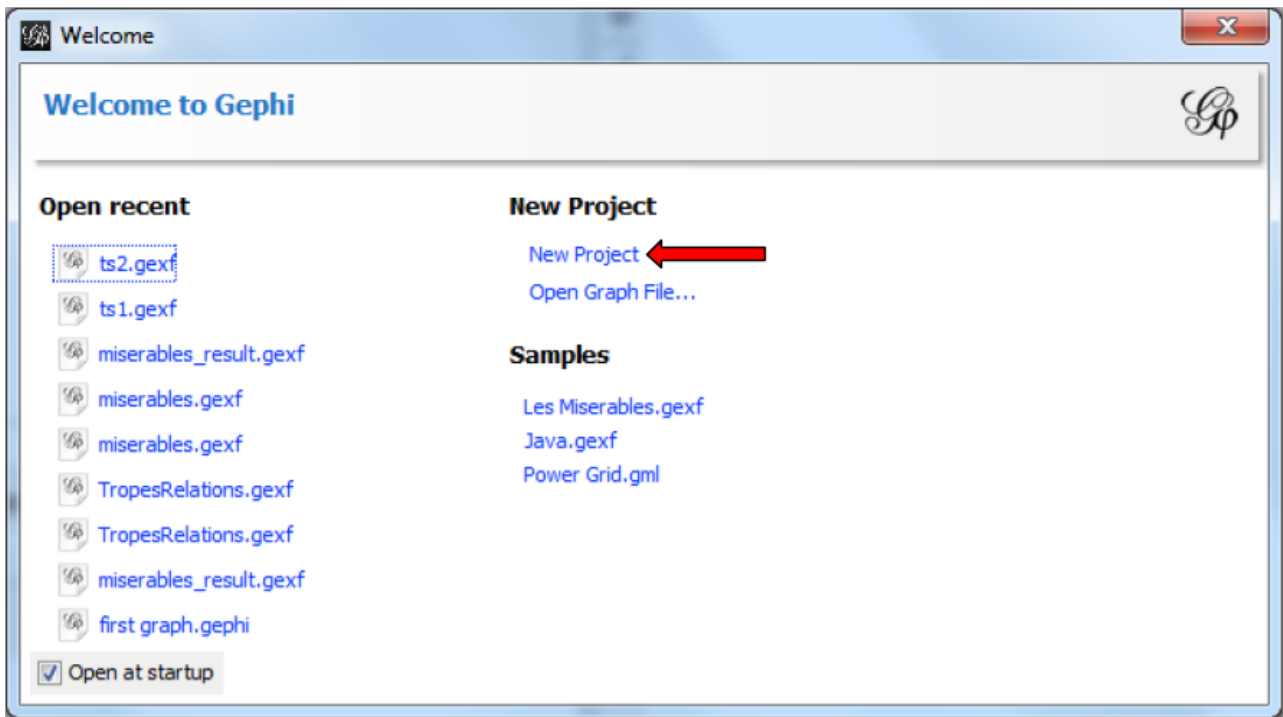 Welcome
Welcome to Gephi
Open recent
ts2.gexf
ts1.gexf
miserables_result.gexf
miserables.gexf
miserables.gexf
TropesRelations.gexf
TropesRelations.gexf
miserables_result.gexf
first graph.gephi
Open at startup
New Project
New Project
Open Graph File...
Samples
Les Miserables.gexf
Java.gexf
Power Grid.gml